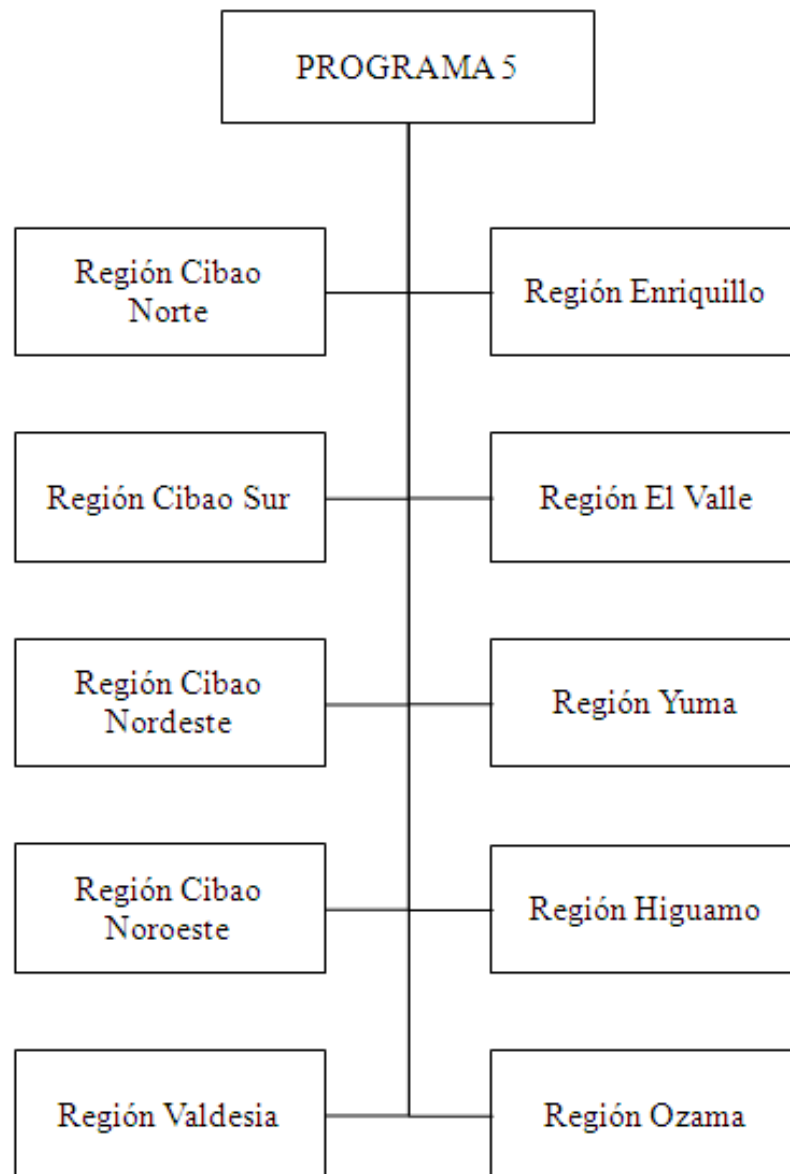 PROGRAMA 5
Región Cibao
Norte
Región Enriquillo
Región Cibao Sur
Región El Valle
Región Cibao
Nordeste
Región Yuma
Región Cibao
Noroeste
Región Higuamo
Región Valdesia
Región Ozama